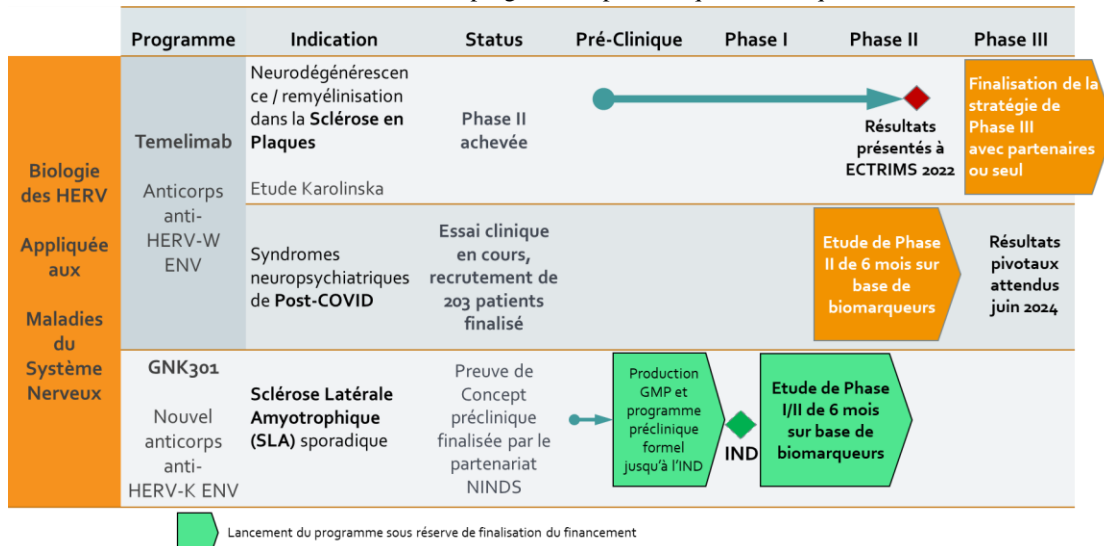 Programme
Indication
Status
Pré-Clinique
Phase I
Phase II
Phase III
Biologie
des HERV
Appliquée
aux
Maladies
du
Système
Nerveux
Temelimab
Anticorps
anti-
HERV-W
ENV
Neurodégénérescen
ce / remyélinisation
dans la Sclérose en
Plaques
Etude Karolinska
Phase II
achevée
Résultats
présentés à
ECTRIMS 2022
Finalisation de la
stratégie de
Phase III
avec partenaires
ou seul
Syndromes
neuropsychiatriques
de Post-COVID
Essai clinique
en cours,
recrutement de
203 patients
finalisé
Etude de Phase
II de 6 mois sur
base de
biomarqueurs
Résultats
pivotaux
attendus
juin 2024
GNK301
Nouvel
anticorps
anti-
HERV-K ENV
Sclérose Latérale
Amyotrophique
(SLA) sporadique
Preuve de
Concept
préclinique
finalisée par le
partenariat
NINDS
Production
GMP et
programme
préclinique
formel
jusqu'à l'IND
IND
Etude de Phase
I/II de 6 mois
sur base de
biomarqueurs
Lancement du programme sous réserve de finalisation du financement